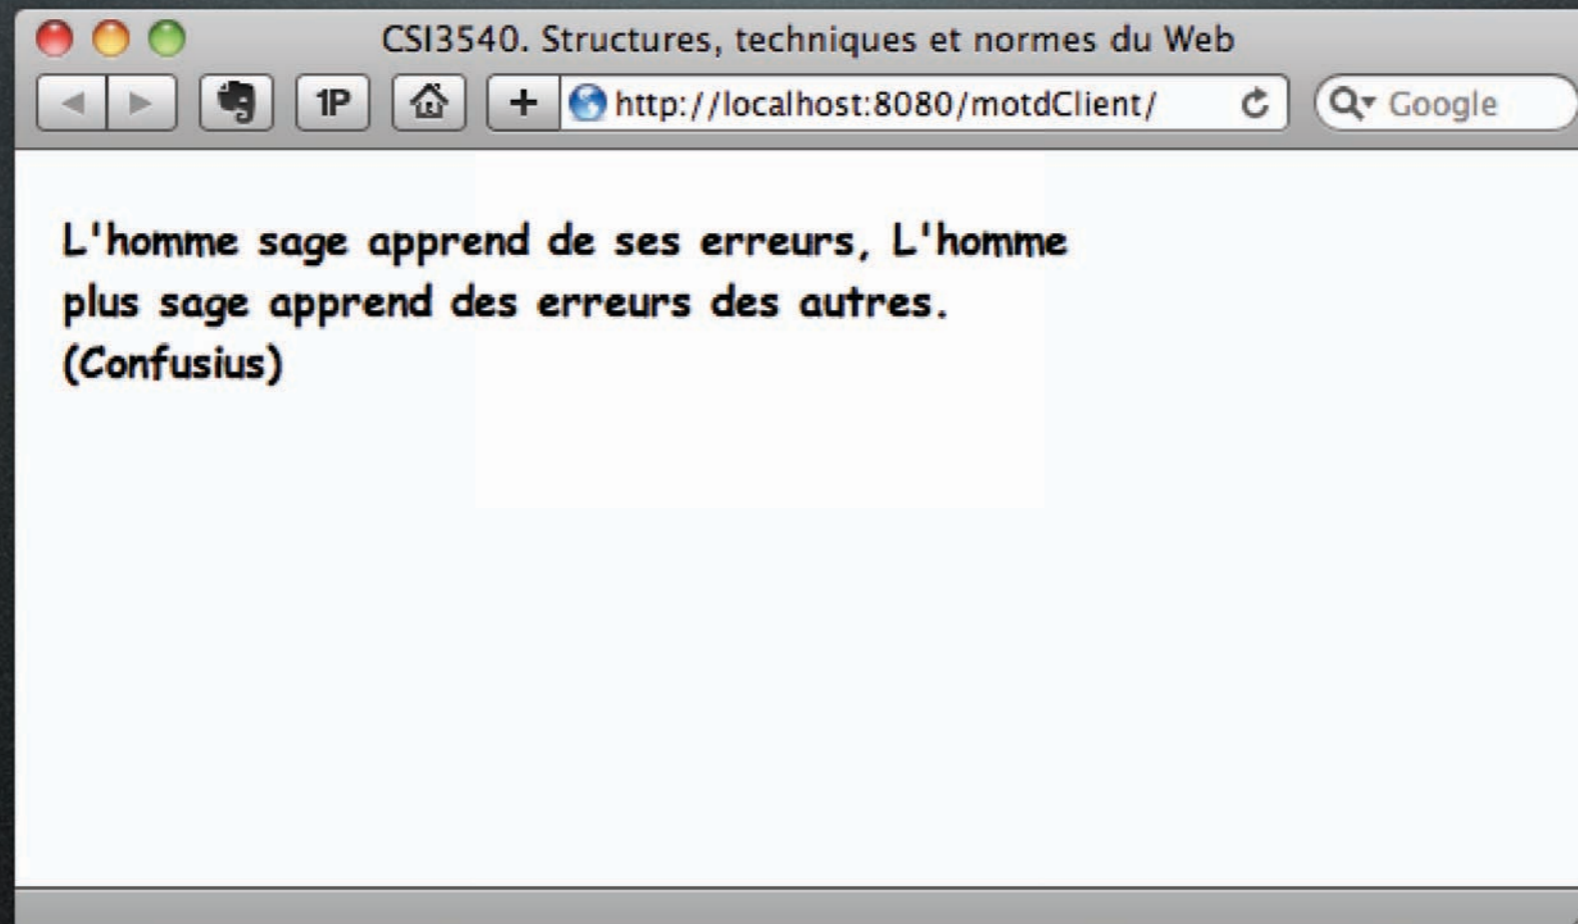 CSI3540. Structures, techniques et normes du Web
1P
+ http://localhost:8080/motdClient/ Google
L'homme sage apprend de ses erreurs, L'homme
plus sage apprend des erreurs des autres.
(Confusius)